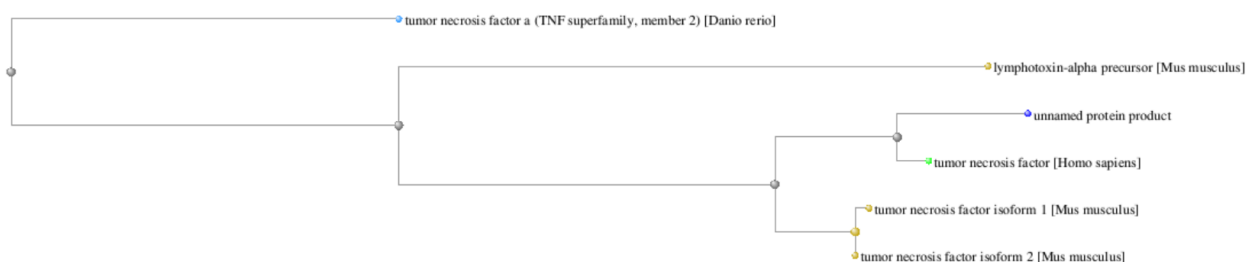 tumor necrosis factor a (TNF superfamily, member 2) [Danio rerio]
lymphotoxin-alpha precursor [Mus musculus]
unnamed protein product
tumor necrosis factor [Homo sapiens]
tumor necrosis factor isoform 1 [Mus musculus]
tumor necrosis factor isoform 2 [Mus musculus]